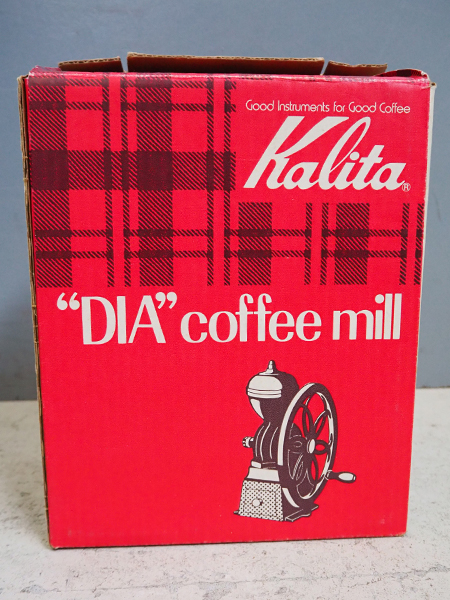 Good Instruments for Good Coffee
Kalita®
“DIA” coffee mill